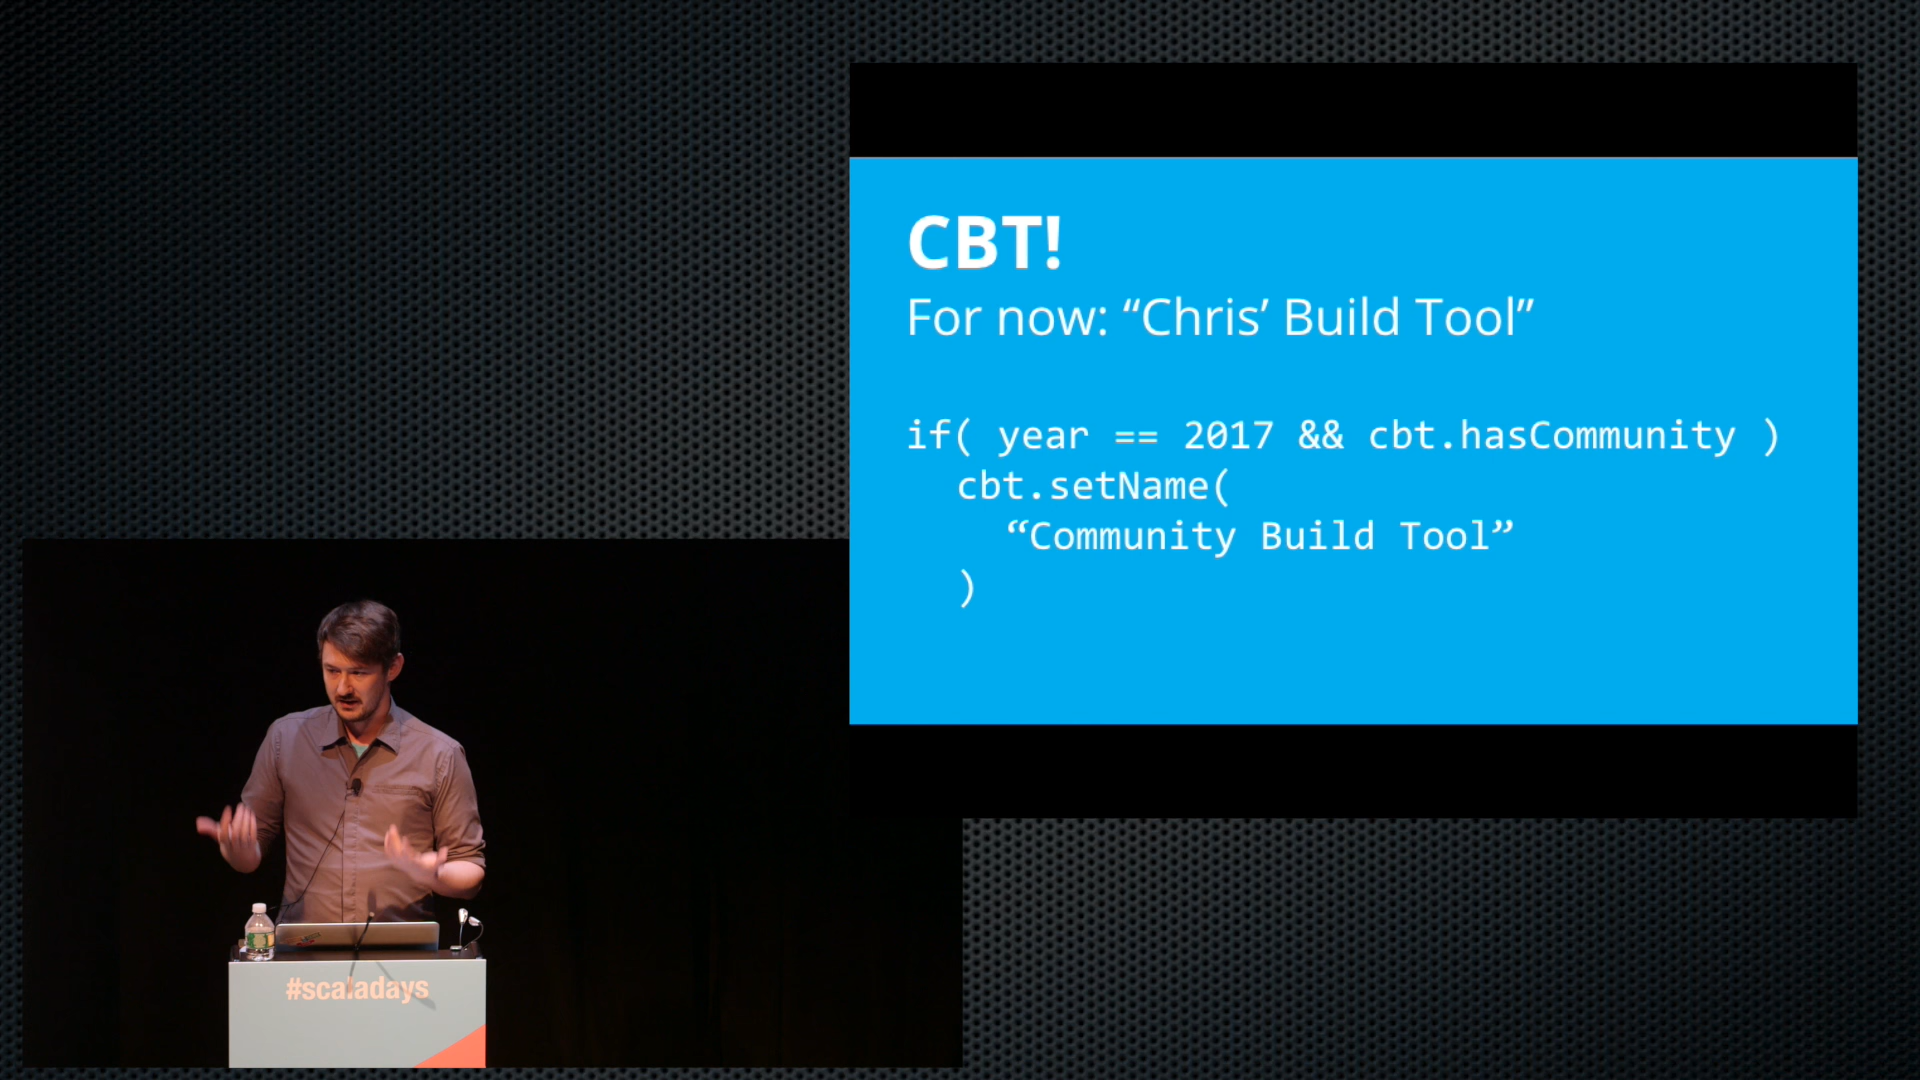 CBT!
For now: “Chris’ Build Tool”
if( year == 2017 && cbt.hasCommunity )
cbt.setName(
“Community Build Tool”
)
#scaladays